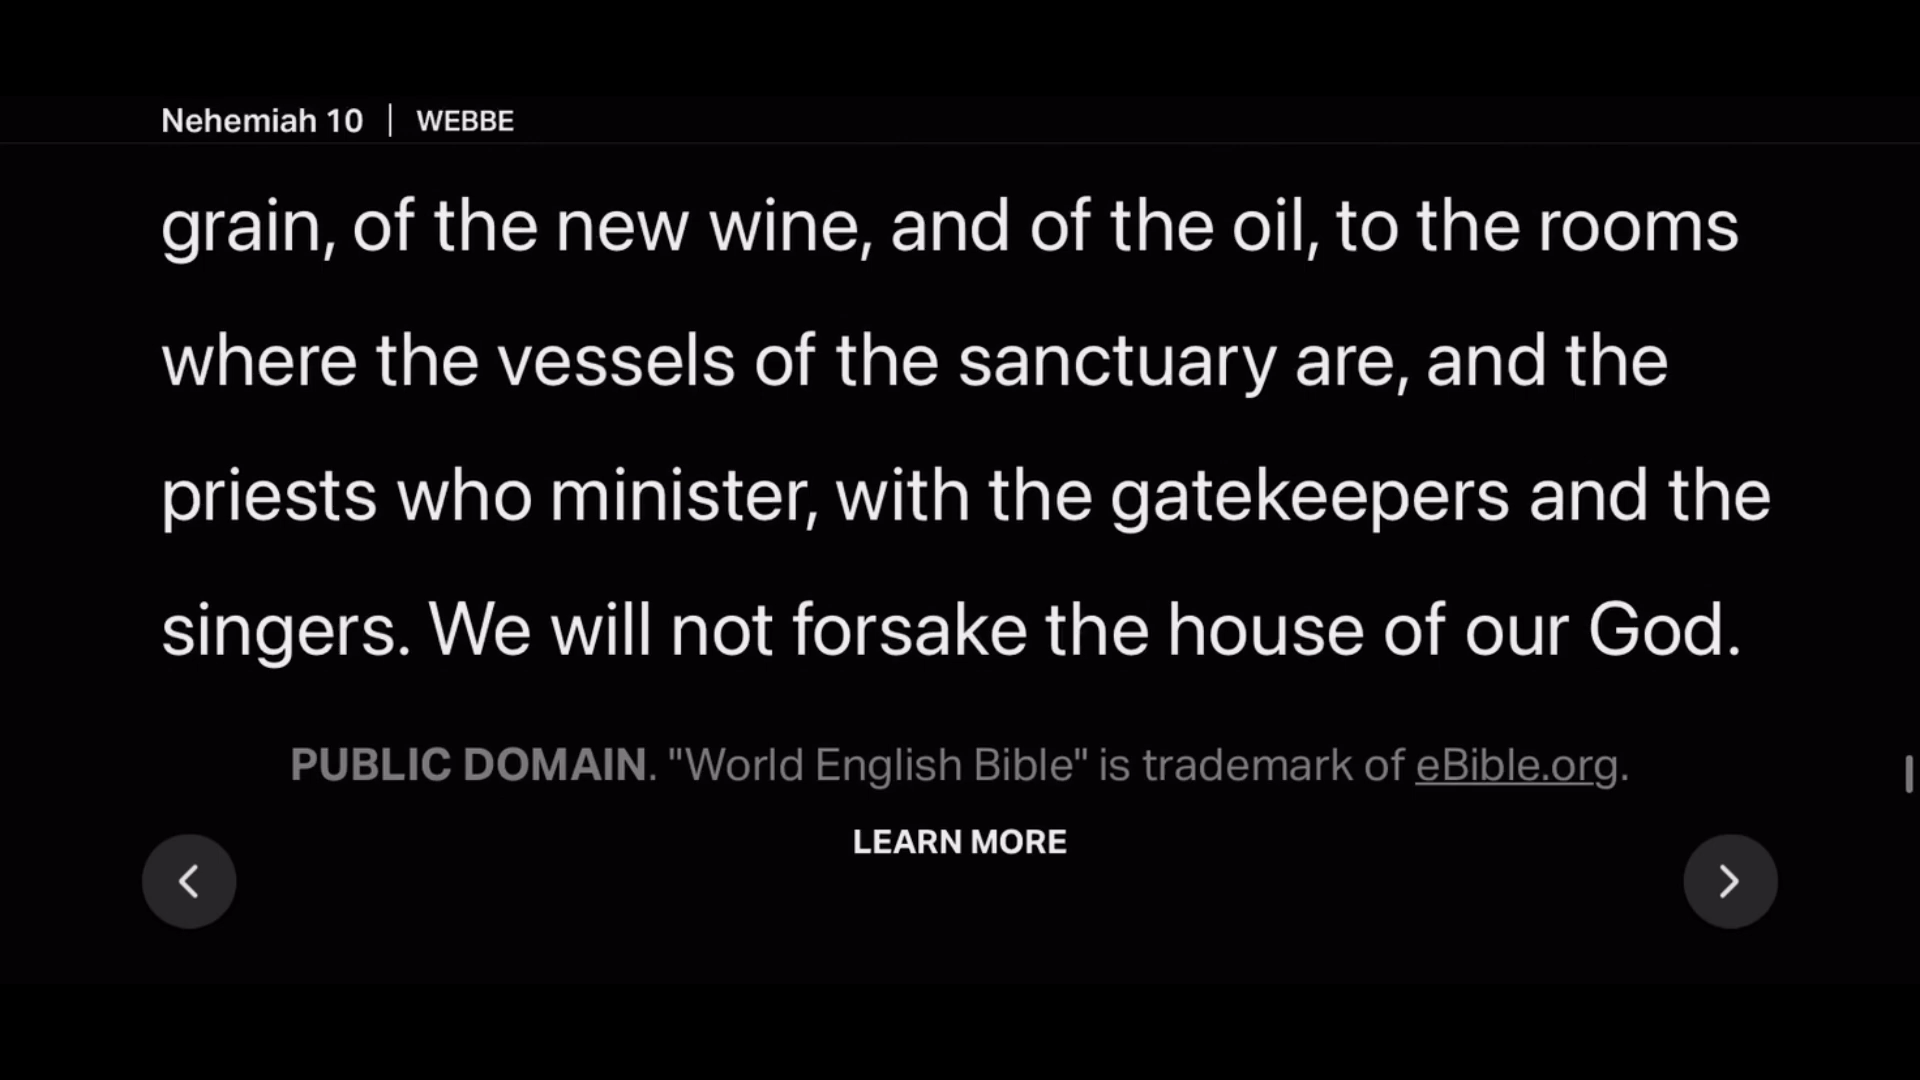 Nehemiah 10 | WEBBE
grain, of the new wine, and of the oil, to the rooms
where the vessels of the sanctuary are, and the
priests who minister, with the gatekeepers and the
singers. We will not forsake the house of our God.
PUBLIC DOMAIN. "World English Bible" is trademark of eBible.org.
LEARN MORE